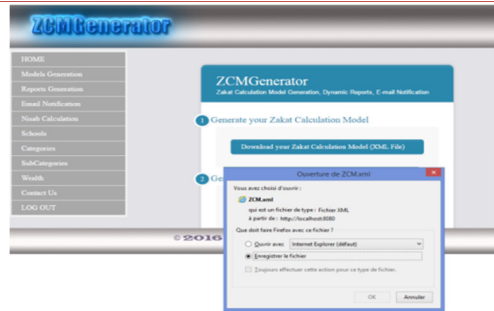 ZCMGenerator
HOME
Models Generation
Reports Generation
Email Notification
Nisab Calculation
Schools
Categories
SubCategories
Wealth
Contact Us
LOG OUT
ZCMGenerator
Zakat Calculation Model Generation, Dynamic Reports, E-mail Notification
1 Generate your Zakat Calculation Model
Download your Zakat Calculation Model (XML File)
2 Ge
© 2016
Ouverture de ZCM.xml
Vous avez choisi d'ouvrir :
ZCM.xml
qui est un fichier de type : Fichier XML
à partir de : http://localhost:8080
Que doit faire Firefox avec ce fichier ?
Ouvrir avec Internet Explorer (défaut)
Enregistrer le fichier
Toujours effectuer cette action pour ce type de fichier.
OK Annuler